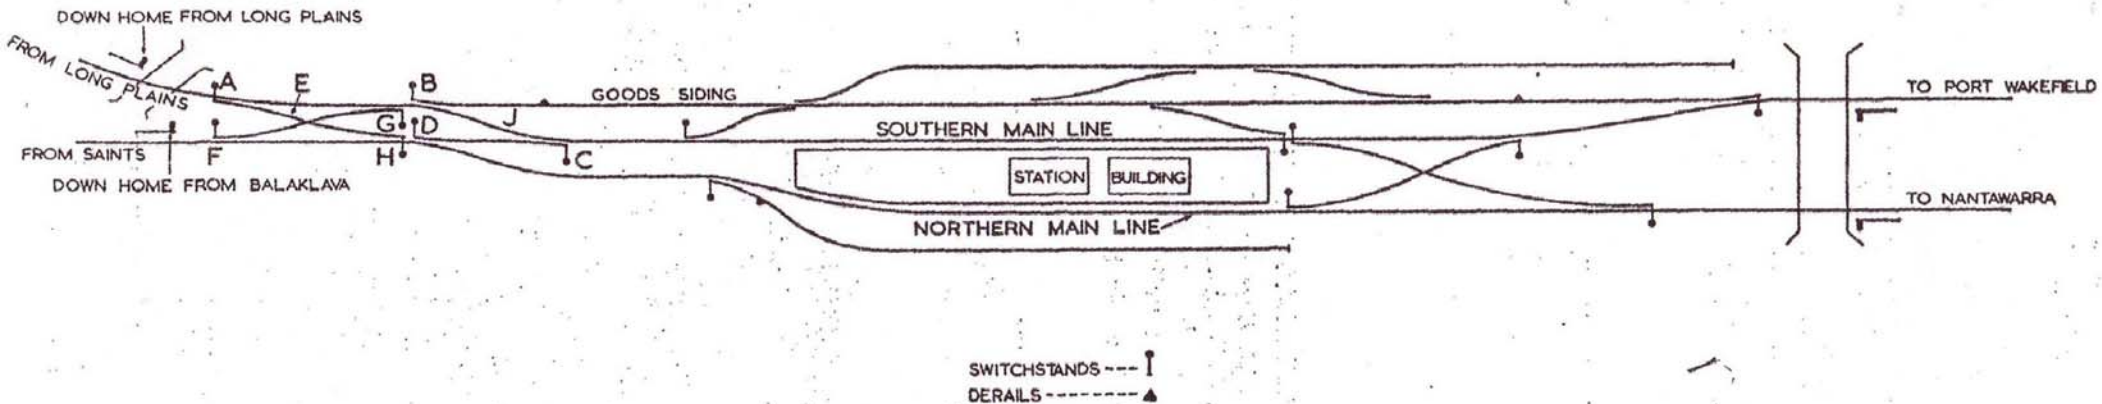 DOWN HOME FROM LONG PLAINS
FROM LONG PLAINS
A
E
B
GOODS SIDING
TO PORT WAKEFIELD
G
D
J
SOUTHERN MAIN LINE
FROM SAINTS
F
H
C
DOWN HOME FROM BALAKLAVA
STATION
BUILDING
TO NANTAWARRA
NORTHERN MAIN LINE
SWITCHSTANDS ---
DERAILS --------